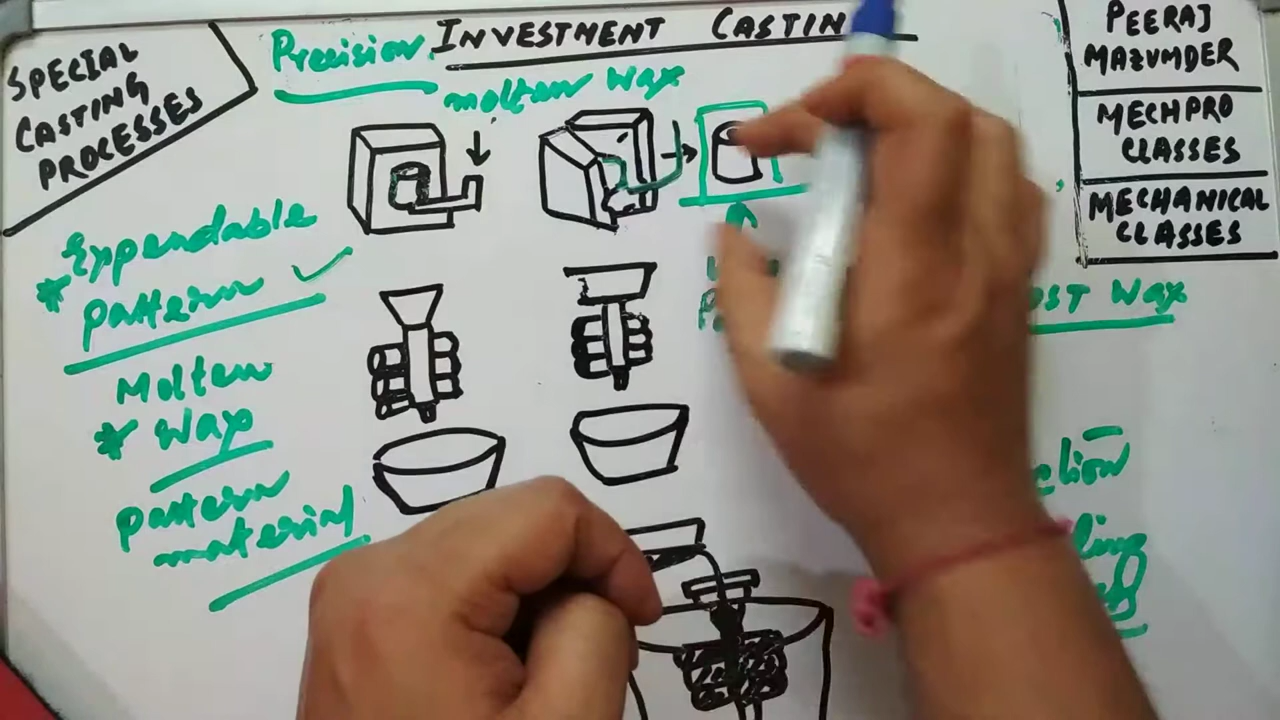 SPECIAL
CASTING
PROCESSES
Precision INVESTMENT CASTIN
molten wax
PEERAJ
MAZUMDER
MECHPRO
CLASSES
MECHANICAL
CLASSES
* Expendable
pattern ✓
Molten
* Wax
pattern
material
OST WAX